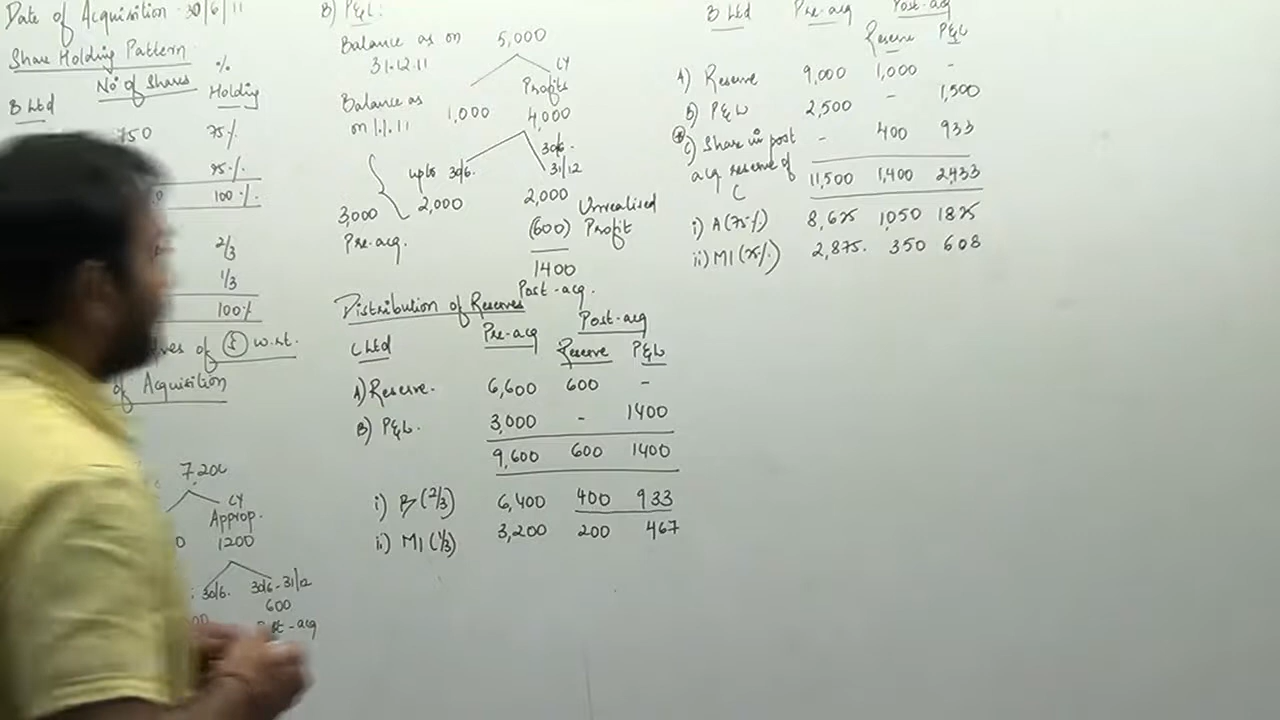 Date of Acquisition - 30/6/11
Share Holding Pattern
No of Shares % Holding
B Ltd
750 75%
25%
100%
2/3
1/3
100%
of £ w.r.t.
of Acquisition
7,200
CY
Approp.
1200
30/6. 30/6-31/12
600
-acq
B) P&L:
Balance as on 31.12.11 5,000
CY
Profits
Balance as on 1.1.11 1,000 4,000
upto 30/6. 30/6- 31/12
3,000 2,000 2,000
Pre-acq. (600) Unrealised Profit
1400
Post-acq.
Distribution of Reserves
C Ltd Pre-acq Post-acq
Reserve P&L
A) Reserve. 6,600 600 -
B) P&L. 3,000 - 1400
9,600 600 1400
i) B (2/3) 6,400 400 933
ii) MI (1/3) 3,200 200 467
B Ltd Pre-acq Post-acq
Reserve P&L
A) Reserve 9,000 1,000 -
B) P&L 2,500 - 1,500
C) Share in post - 400 933
acq reserve of C 11,500 1,400 2,433
i) A (75%) 8,625 1,050 1825
ii) MI (25%) 2,875. 350 608